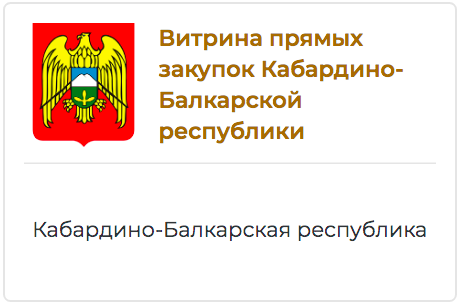 Витрина прямых
закупок Кабардино-
Балкарской
республики
Кабардино-Балкарская республика